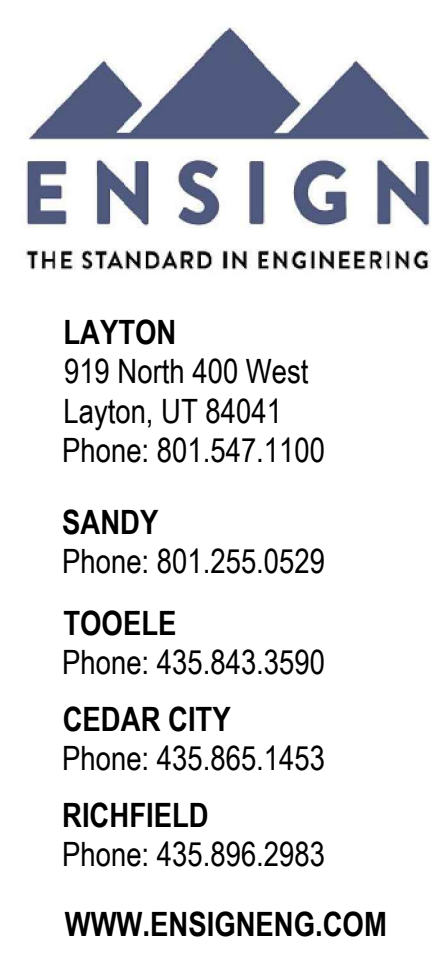 ENSIGN
THE STANDARD IN ENGINEERING
LAYTON
919 North 400 West
Layton, UT 84041
Phone: 801.547.1100
SANDY
Phone: 801.255.0529
TOOELE
Phone: 435.843.3590
CEDAR CITY
Phone: 435.865.1453
RICHFIELD
Phone: 435.896.2983
WWW.ENSIGNENG.COM